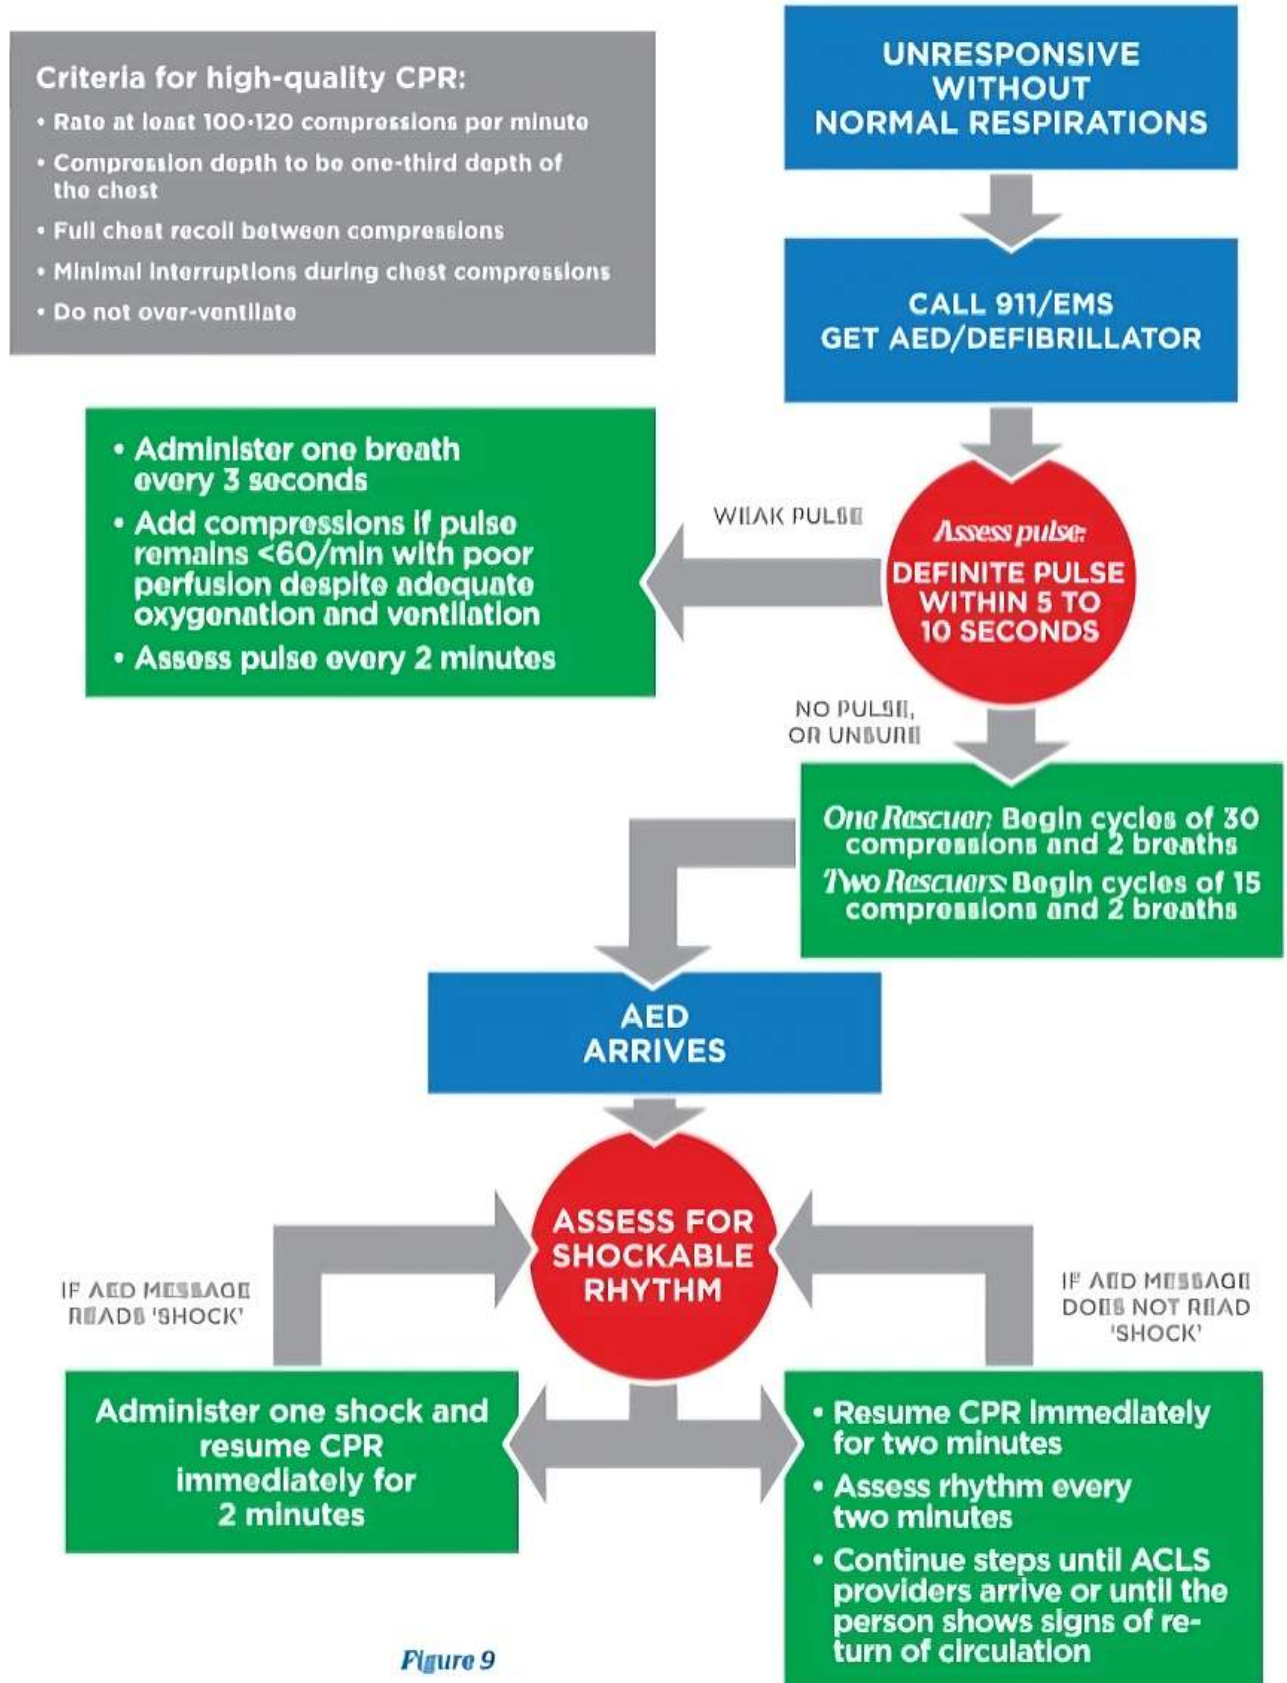 Criteria for high-quality CPR:
• Rate at least 100-120 compressions per minute
• Compression depth to be one-third depth of
the chest
• Full chest recoil between compressions
• Minimal interruptions during chest compressions
• Do not over-ventilate
UNRESPONSIVE
WITHOUT
NORMAL RESPIRATIONS
CALL 911/EMS
GET AED/DEFIBRILLATOR
Assess pulse:
DEFINITE PULSE
WITHIN 5 TO
10 SECONDS
WEAK PULSE
• Administer one breath
every 3 seconds
• Add compressions if pulse
remains <60/min with poor
perfusion despite adequate
oxygenation and ventilation
• Assess pulse every 2 minutes
NO PULSE,
OR UNSURE
One Rescuer: Begin cycles of 30
compressions and 2 breaths
Two Rescuers: Begin cycles of 15
compressions and 2 breaths
AED
ARRIVES
ASSESS FOR
SHOCKABLE
RHYTHM
IF AED MESSAGE
READS 'SHOCK'
IF AED MESSAGE
DOES NOT READ
'SHOCK'
Administer one shock and
resume CPR
immediately for
2 minutes
• Resume CPR immediately
for two minutes
• Assess rhythm every
two minutes
• Continue steps until ACLS
providers arrive or until the
person shows signs of re-
turn of circulation
Figure 9